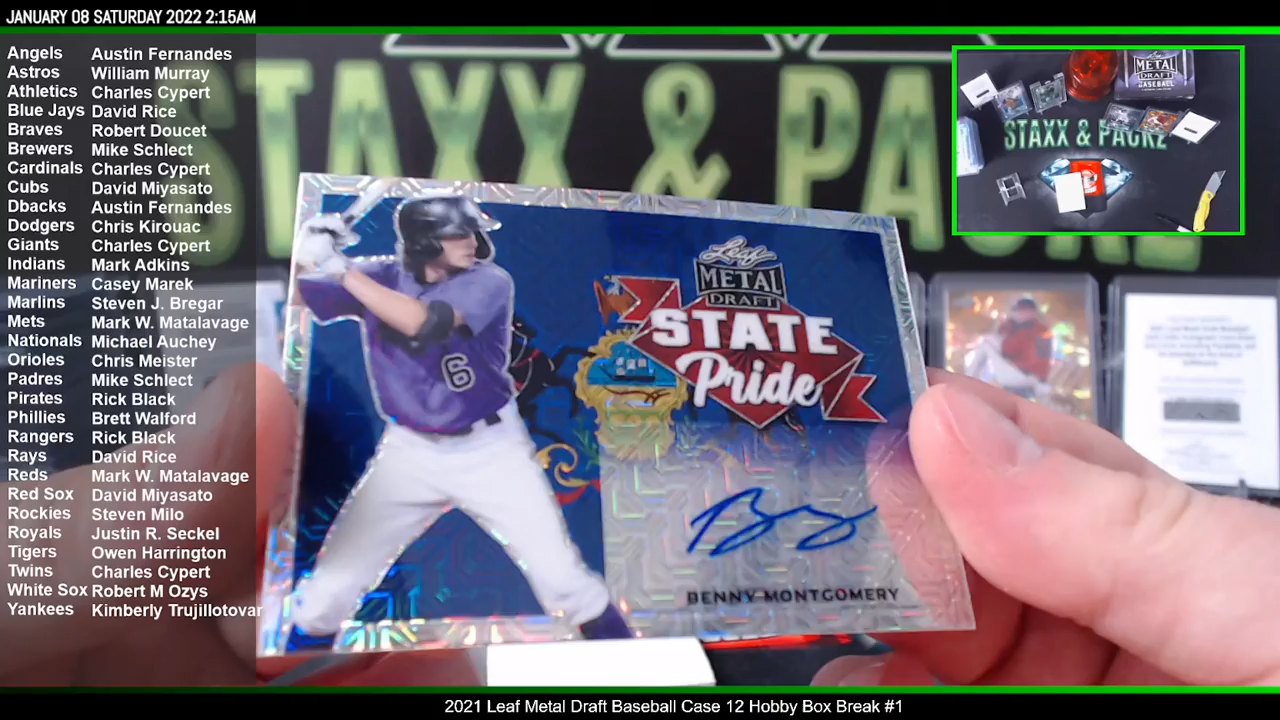 JANUARY 08 SATURDAY 2022 2:15AM
Angels Austin Fernandes
Astros William Murray
Athletics Charles Cypert
Blue Jays David Rice
Braves Robert Doucet
Brewers Mike Schlect
Cardinals Charles Cypert
Cubs David Miyasato
Dbacks Austin Fernandes
Dodgers Chris Kirouac
Giants Charles Cypert
Indians Mark Adkins
Mariners Casey Marek
Marlins Steven J. Bregar
Mets Mark W. Matalavage
Nationals Michael Auchey
Orioles Chris Meister
Padres Mike Schlect
Pirates Rick Black
Phillies Brett Walford
Rangers Rick Black
Rays David Rice
Reds Mark W. Matalavage
Red Sox David Miyasato
Rockies Steven Milo
Royals Justin R. Seckel
Tigers Owen Harrington
Twins Charles Cypert
White Sox Robert M Ozys
Yankees Kimberly Trujillotovar
STAXX & PACKZ
6
Leaf
METAL
DRAFT
STATE
Pride
BENNY MONTGOMERY
METAL
DRAFT
BASEBALL
STAXX & PACKZ
2021 Leaf Metal Draft Baseball Case 12 Hobby Box Break #1